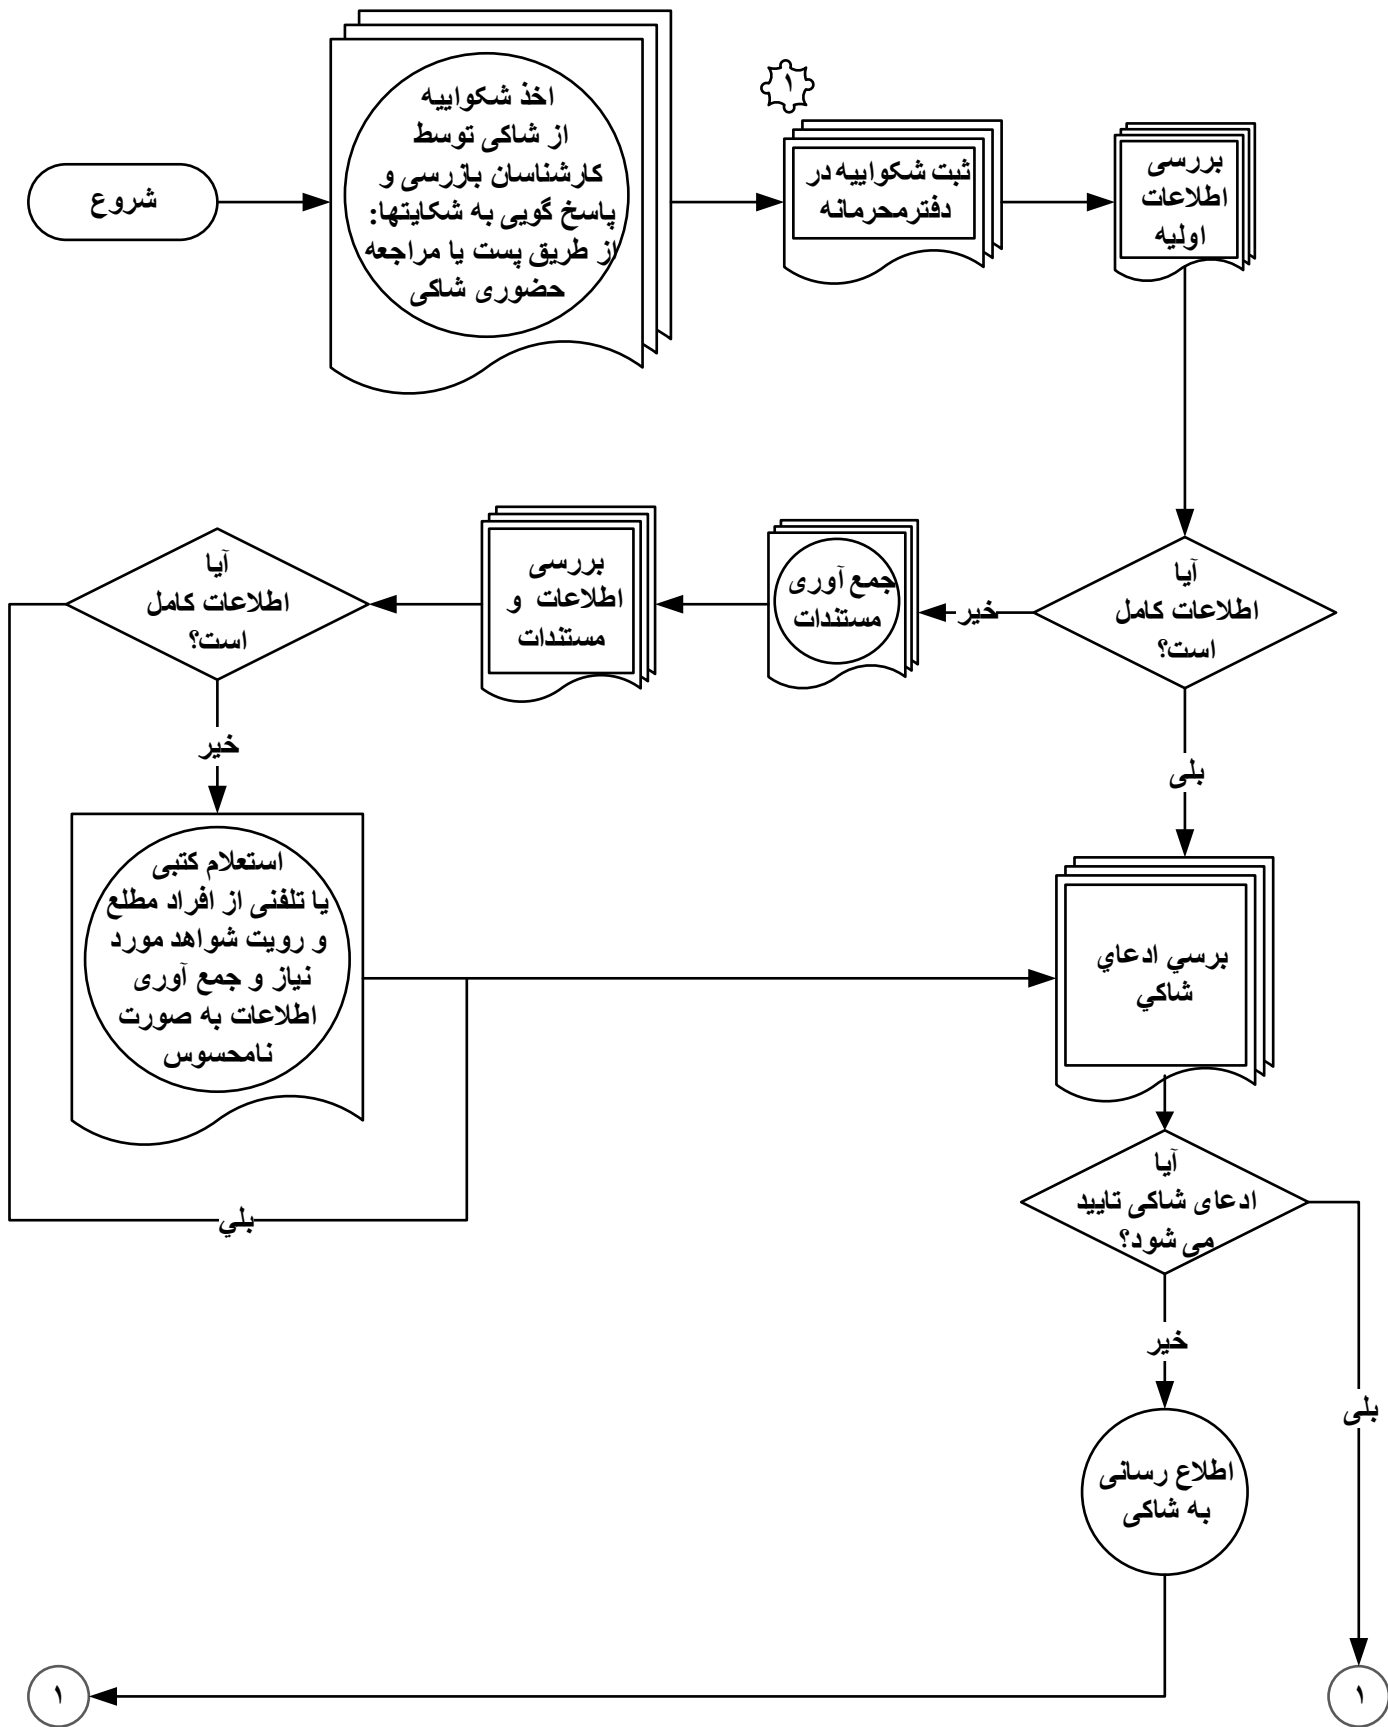 شروع
اخذ شکواییه
از شاکی توسط
کارشناسان بازرسی و
پاسخ گویی به شکایتها:
از طریق پست یا مراجعه
حضوری شاکی
۱
ثبت شکواییه در
دفترمحرمانه
بررسی
اطلاعات
اولیه
آیا
اطلاعات کامل
است؟
خیر
جمع آوری
مستندات
بررسی
اطلاعات و
مستندات
آیا
اطلاعات کامل
است؟
خیر
بلی
استعلام کتبی
یا تلفنی از افراد مطلع
و رویت شواهد مورد
نیاز و جمع آوری
اطلاعات به صورت
نامحسوس
برسي ادعاي
شاكي
بلي
آیا
ادعای شاکی تایید
می شود؟
خیر
بلی
اطلاع رسانی
به شاکی
۱
۱